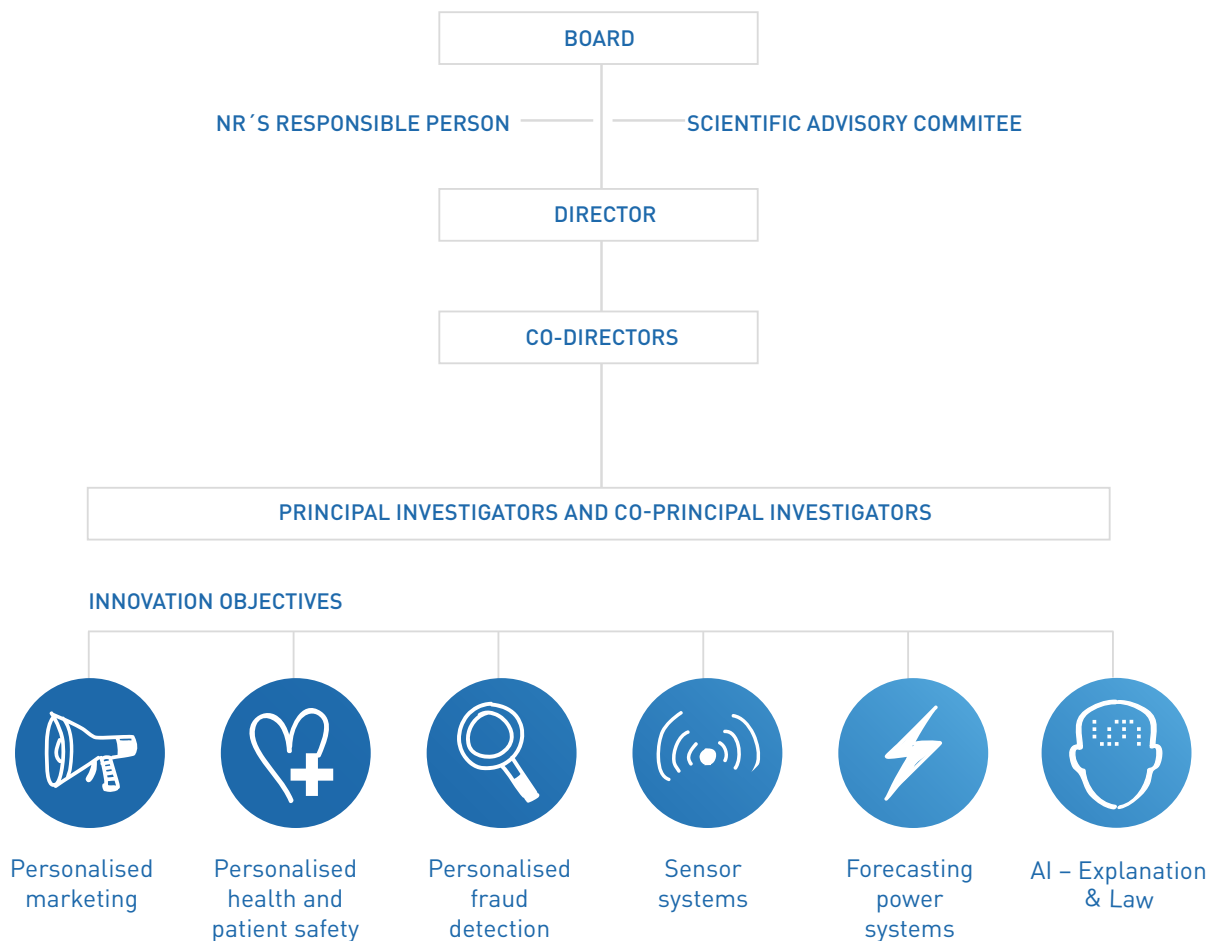 BOARD
NR´S RESPONSIBLE PERSON
SCIENTIFIC ADVISORY COMMITEE
DIRECTOR
CO-DIRECTORS
PRINCIPAL INVESTIGATORS AND CO-PRINCIPAL INVESTIGATORS
INNOVATION OBJECTIVES
Personalised
marketing
Personalised
health and
patient safety
Personalised
fraud
detection
Sensor
systems
Forecasting
power
systems
AI – Explanation
& Law